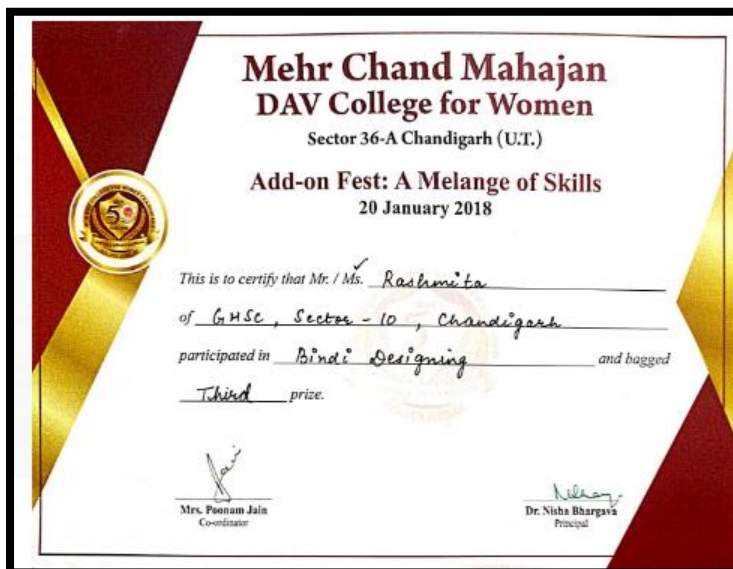 Mehr Chand Mahajan
DAV College for Women
Sector 36-A Chandigarh (U.T.)
Add-on Fest: A Melange of Skills
20 January 2018
50
This is to certify that Mr. / Ms. Rashmita
of GHSC, Sector - 10, Chandigarh
participated in Bindi Designing and bagged
Third prize.
Jain
Mrs. Poonam Jain Dr. Nisha Bhargava
Co-ordinator Principal